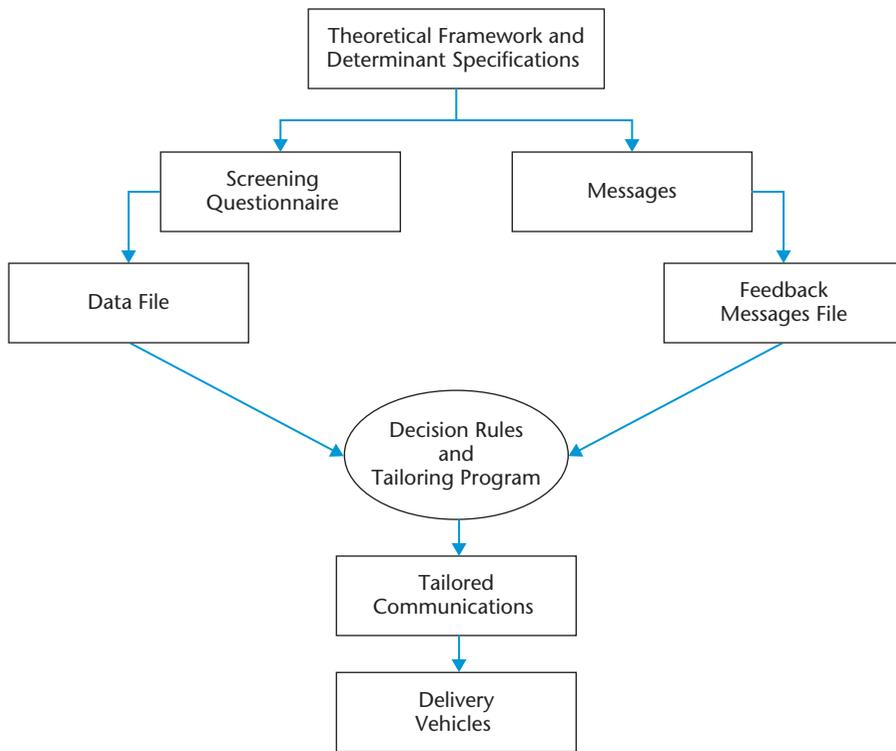 Theoretical Framework and
Determinant Specifications
Screening
Questionnaire
Messages
Data File
Feedback
Messages File
Decision Rules
and
Tailoring Program
Tailored
Communications
Delivery
Vehicles